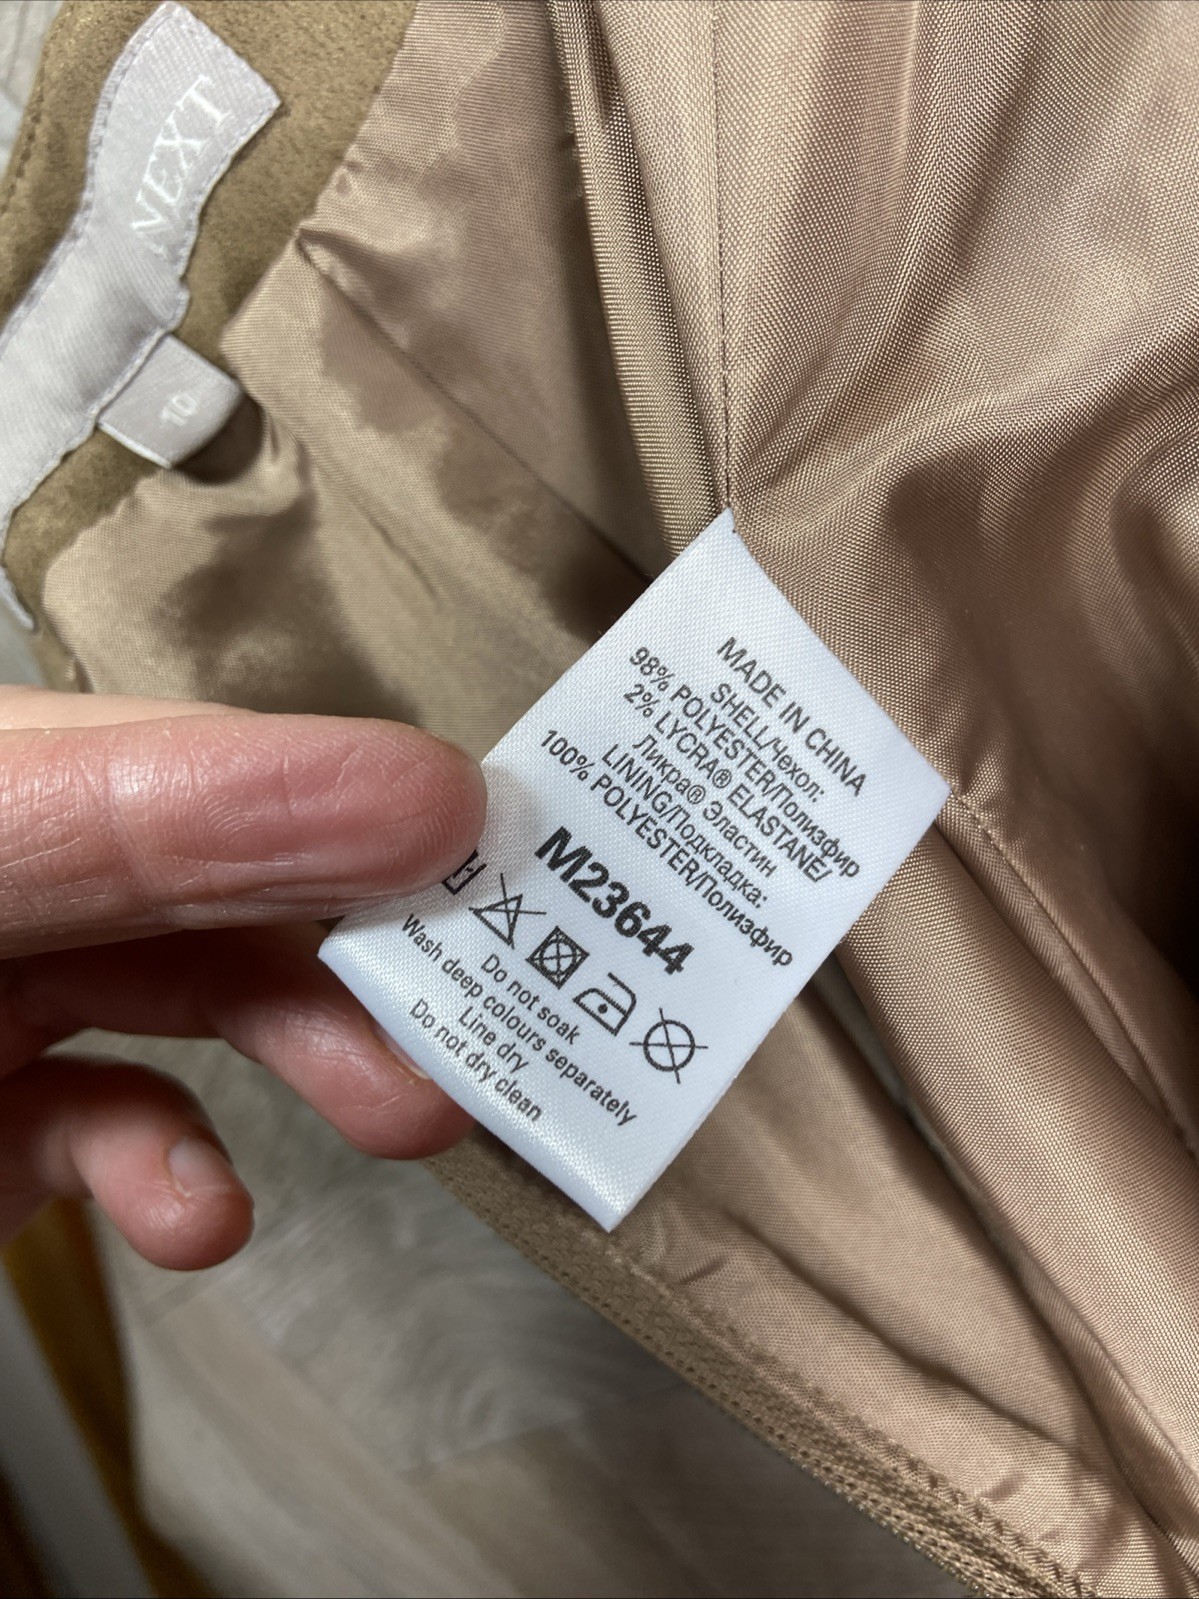 NEXT
10
MADE IN CHINA
SHELL/Чехол:
98% POLYESTER/Полиэфир
2% LYCRA® ELASTANE/
Ликра® Эластин
LINING/Подкладка:
100% POLYESTER/Полиэфир
M23644
Do not soak
Wash deep colours separately
Line dry
Do not dry clean